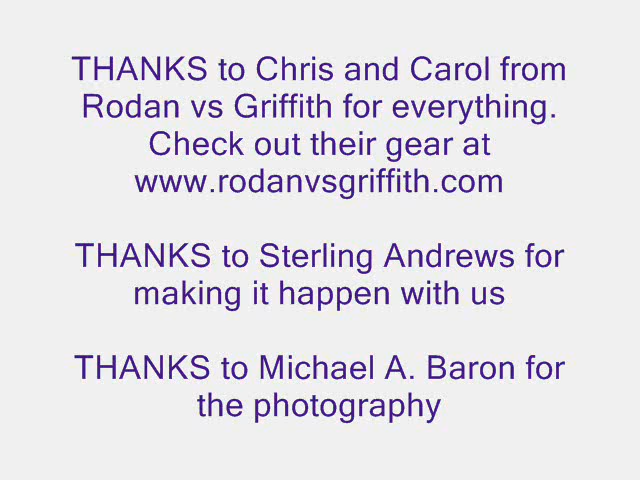 THANKS to Chris and Carol from
Rodan vs Griffith for everything.
Check out their gear at
www.rodanvsgriffith.com
THANKS to Sterling Andrews for
making it happen with us
THANKS to Michael A. Baron for
the photography